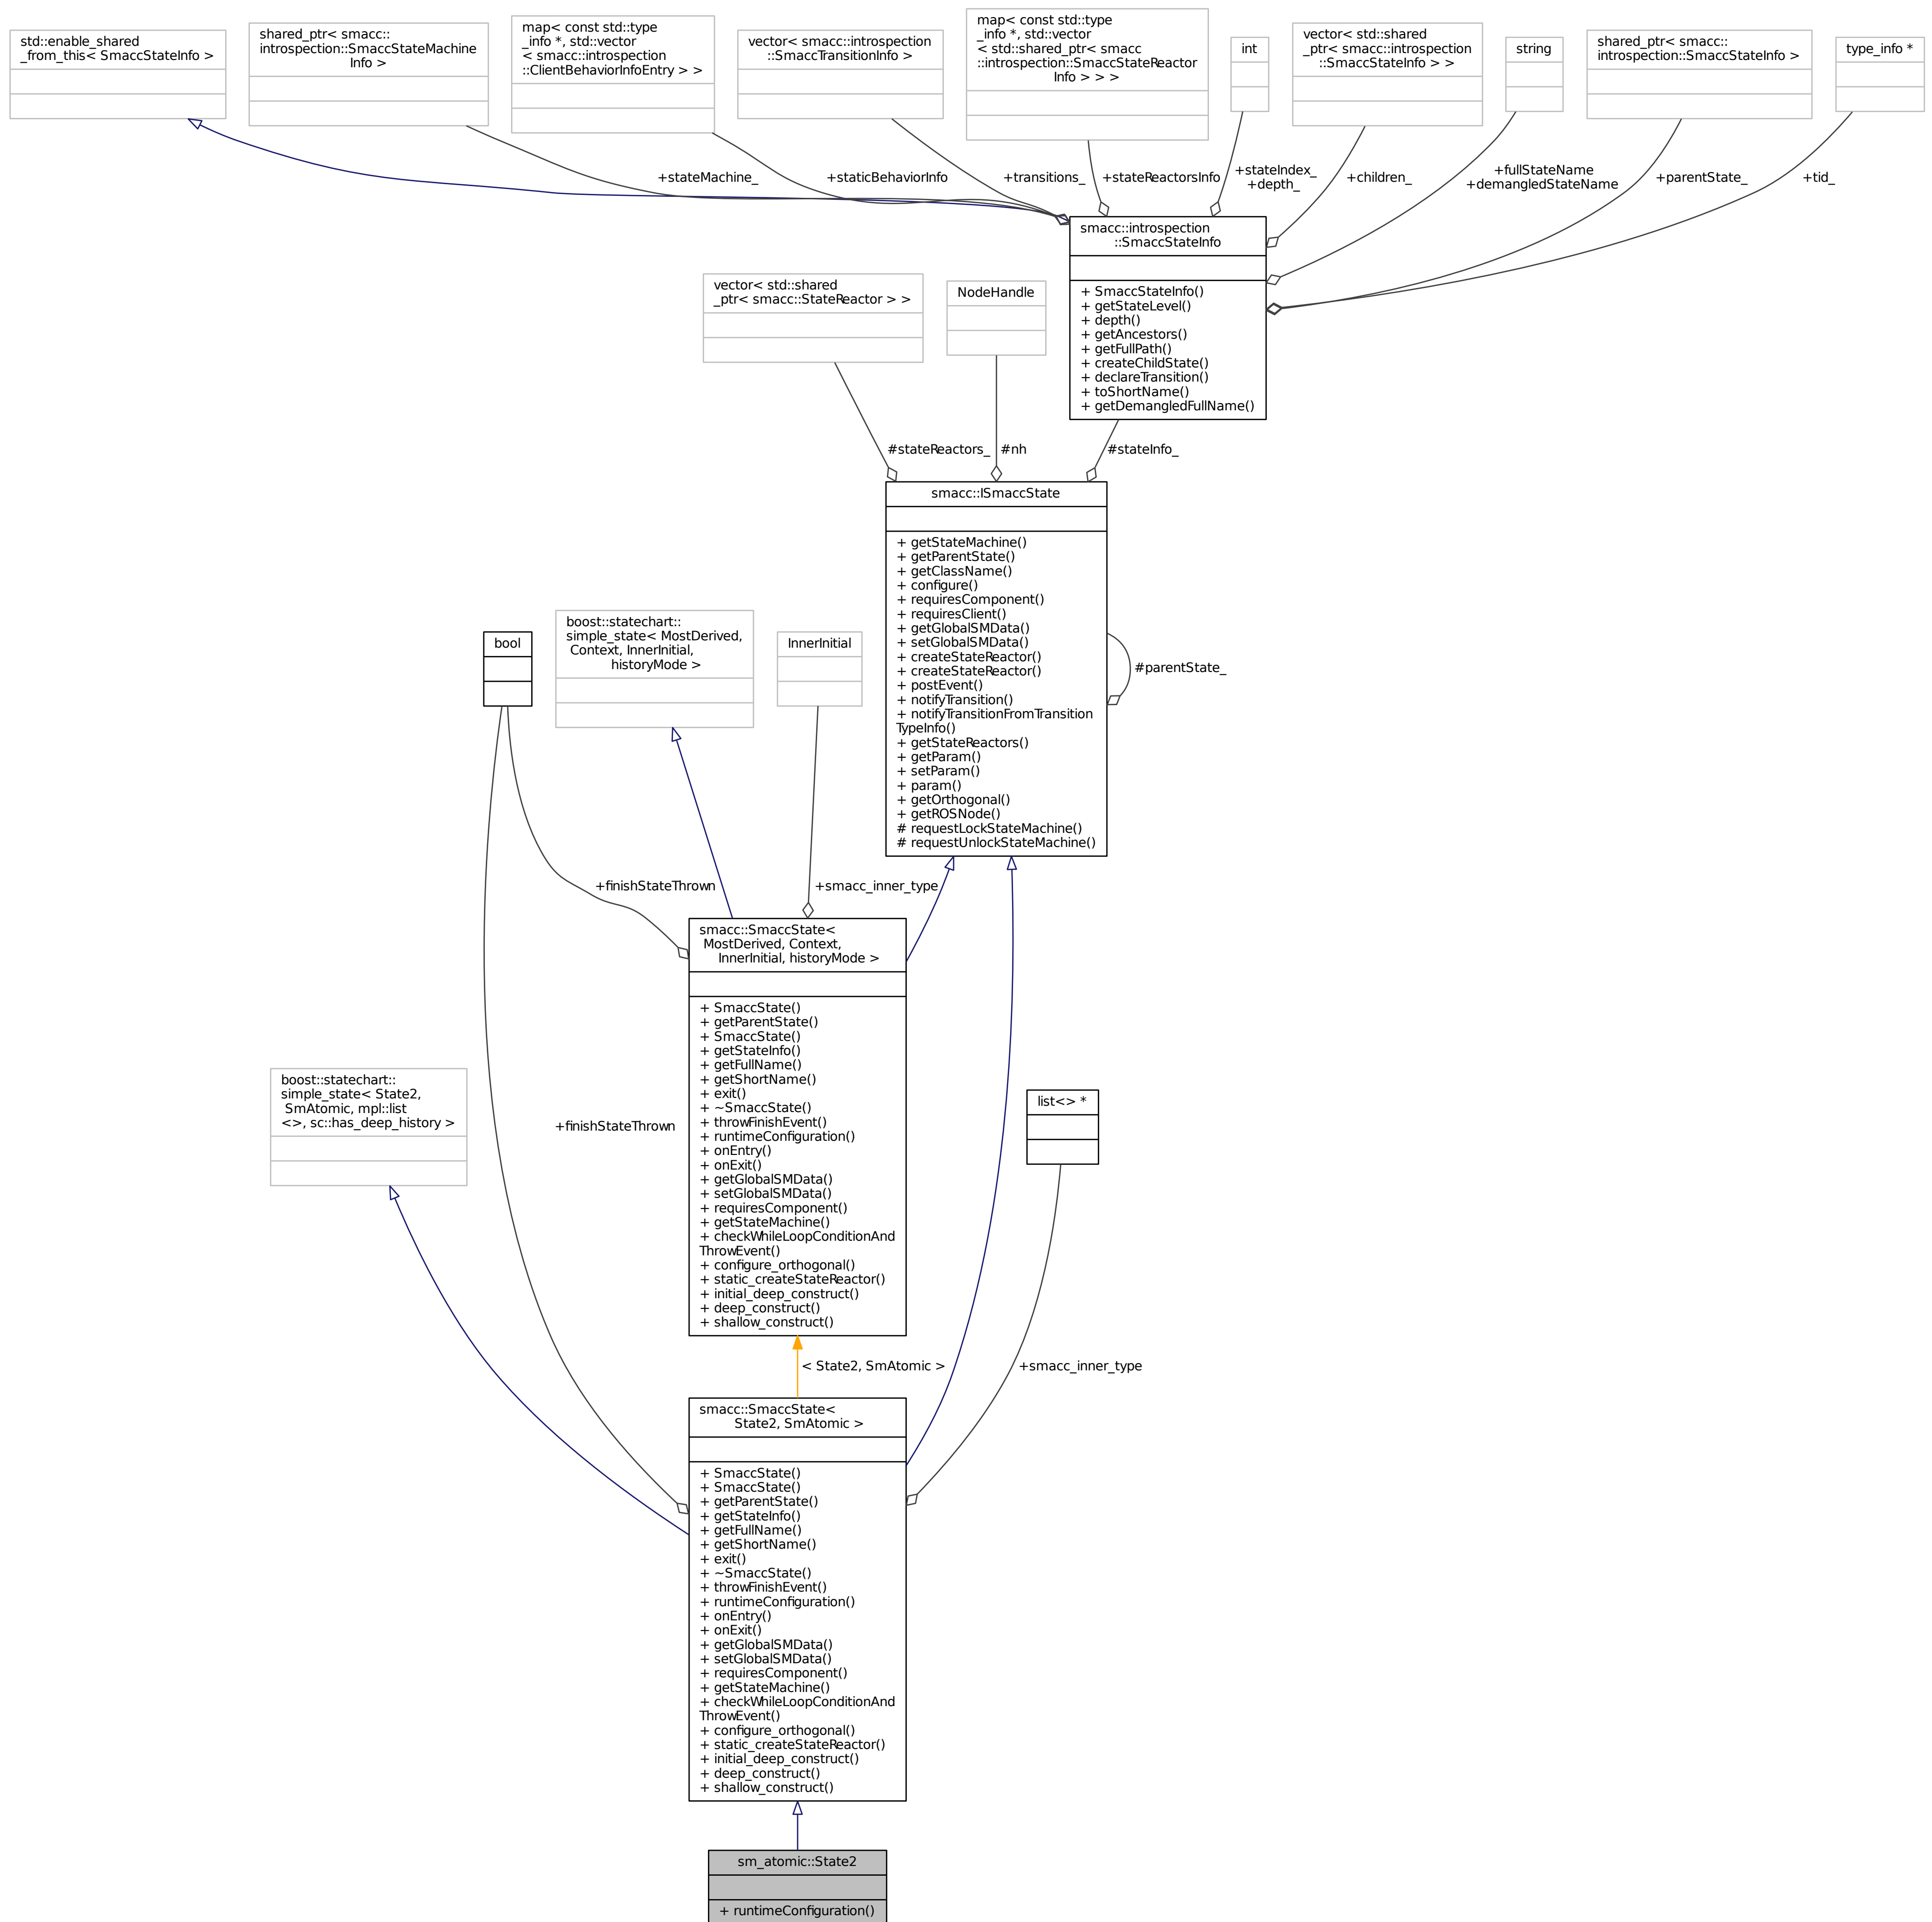 std::enable_shared
_from_this< SmaccStateInfo >
shared_ptr< smacc::
introspection::SmaccStateMachine
Info >
map< const std::type
_info *, std::vector
< smacc::introspection
::ClientBehaviorInfoEntry > >
vector< smacc::introspection
::SmaccTransitionInfo >
map< const std::type
_info *, std::vector
< std::shared_ptr< smacc
::introspection::SmaccStateReactor
Info > > >
int
vector< std::shared
_ptr< smacc::introspection
::SmaccStateInfo > >
string
shared_ptr< smacc::
introspection::SmaccStateInfo >
type_info *
+stateMachine_
+staticBehaviorInfo
+transitions_
+stateReactorsInfo
+stateIndex_
+depth_
+children_
+fullStateName
+demangledStateName
+parentState_
+tid_
smacc::introspection
::SmaccStateInfo
+ SmaccStateInfo()
+ getStateLevel()
+ depth()
+ getAncestors()
+ getFullPath()
+ createChildState()
+ declareTransition()
+ toShortName()
+ getDemangledFullName()
vector< std::shared
_ptr< smacc::StateReactor > >
NodeHandle
#stateReactors_
#nh
#stateInfo_
smacc::ISmaccState
+ getStateMachine()
+ getParentState()
+ getClassName()
+ configure()
+ requiresComponent()
+ requiresClient()
+ getGlobalSMData()
+ setGlobalSMData()
+ createStateReactor()
+ createStateReactor()
+ postEvent()
+ notifyTransition()
+ notifyTransitionFromTransition
TypeInfo()
+ getStateReactors()
+ getParam()
+ setParam()
+ param()
+ getOrthogonal()
+ getROSNode()
# requestLockStateMachine()
# requestUnlockStateMachine()
#parentState_
bool
boost::statechart::
simple_state< MostDerived,
Context, InnerInitial,
historyMode >
InnerInitial
+finishStateThrown
+smacc_inner_type
smacc::SmaccState<
MostDerived, Context,
InnerInitial, historyMode >
+ SmaccState()
+ getParentState()
+ SmaccState()
+ getStateInfo()
+ getFullName()
+ getShortName()
+ exit()
+ ~SmaccState()
+ throwFinishEvent()
+ runtimeConfiguration()
+ onEntry()
+ onExit()
+ getGlobalSMData()
+ setGlobalSMData()
+ requiresComponent()
+ getStateMachine()
+ checkWhileLoopConditionAnd
ThrowEvent()
+ configure_orthogonal()
+ static_createStateReactor()
+ initial_deep_construct()
+ deep_construct()
+ shallow_construct()
boost::statechart::
simple_state< State2,
SmAtomic, mpl::list
<>, sc::has_deep_history >
+finishStateThrown
list<> *
< State2, SmAtomic >
+smacc_inner_type
smacc::SmaccState<
State2, SmAtomic >
+ SmaccState()
+ SmaccState()
+ getParentState()
+ getStateInfo()
+ getFullName()
+ getShortName()
+ exit()
+ ~SmaccState()
+ throwFinishEvent()
+ runtimeConfiguration()
+ onEntry()
+ onExit()
+ getGlobalSMData()
+ setGlobalSMData()
+ requiresComponent()
+ getStateMachine()
+ checkWhileLoopConditionAnd
ThrowEvent()
+ configure_orthogonal()
+ static_createStateReactor()
+ initial_deep_construct()
+ deep_construct()
+ shallow_construct()
sm_atomic::State2
+ runtimeConfiguration()